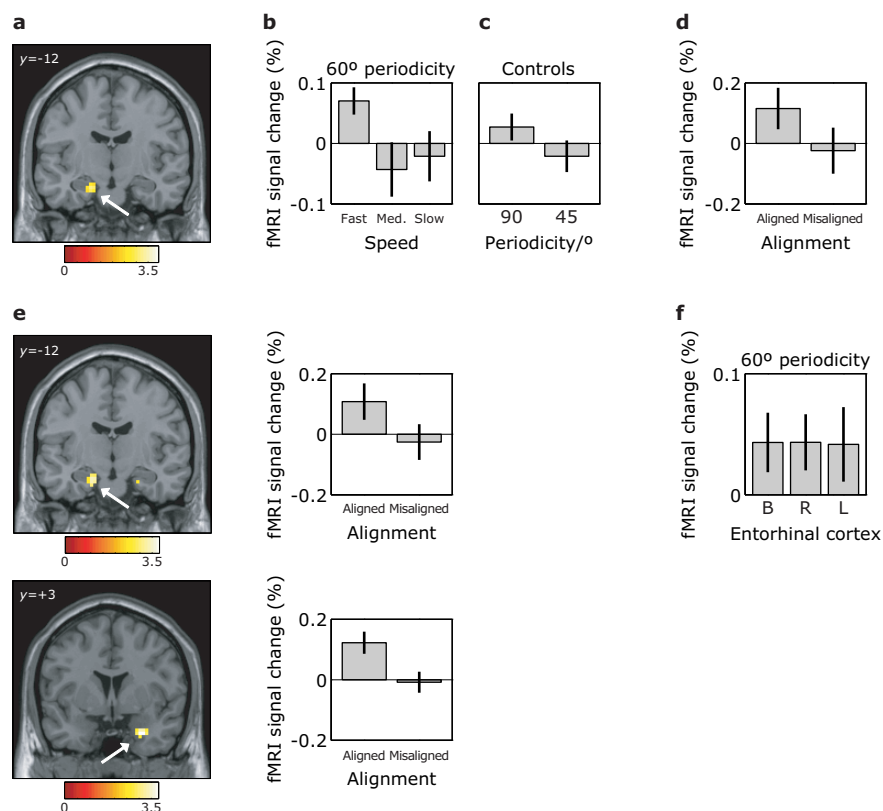 a
y=-12
0 3.5
b
fMRI signal change (%)
60º periodicity
0.1
0
-0.1
Fast Med. Slow
Speed
c
Controls
90 45
Periodicity/º
d
fMRI signal change (%)
0.2
0
-0.2
Aligned Misaligned
Alignment
e
y=-12
0 3.5
fMRI signal change (%)
0.2
0
-0.2
Aligned Misaligned
Alignment
y=+3
0 3.5
fMRI signal change (%)
0.2
0
-0.2
Aligned Misaligned
Alignment
f
fMRI signal change (%)
60º periodicity
0.1
0
B R L
Entorhinal cortex